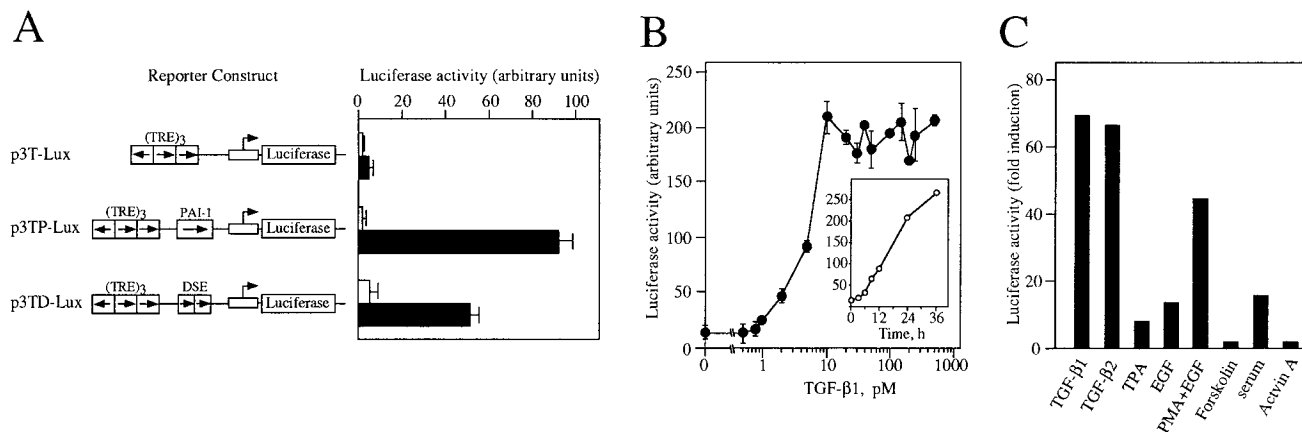 A
Reporter Construct
Luciferase activity (arbitrary units)
0 20 40 60 80 100
p3T-Lux
(TRE)3
Luciferase
p3TP-Lux
(TRE)3
PAI-1
Luciferase
p3TD-Lux
(TRE)3
DSE
Luciferase
B
Luciferase activity (arbitrary units)
250
200
150
100
50
0
0 1 10 100 1000
TGF-β1, pM
250
200
150
100
50
0
0 12 24 36
Time, h
C
Luciferase activity (fold induction)
80
60
40
20
0
TGF-β1
TGF-β2
TPA
EGF
PMA+EGF
Forskolin
serum
Actvin A